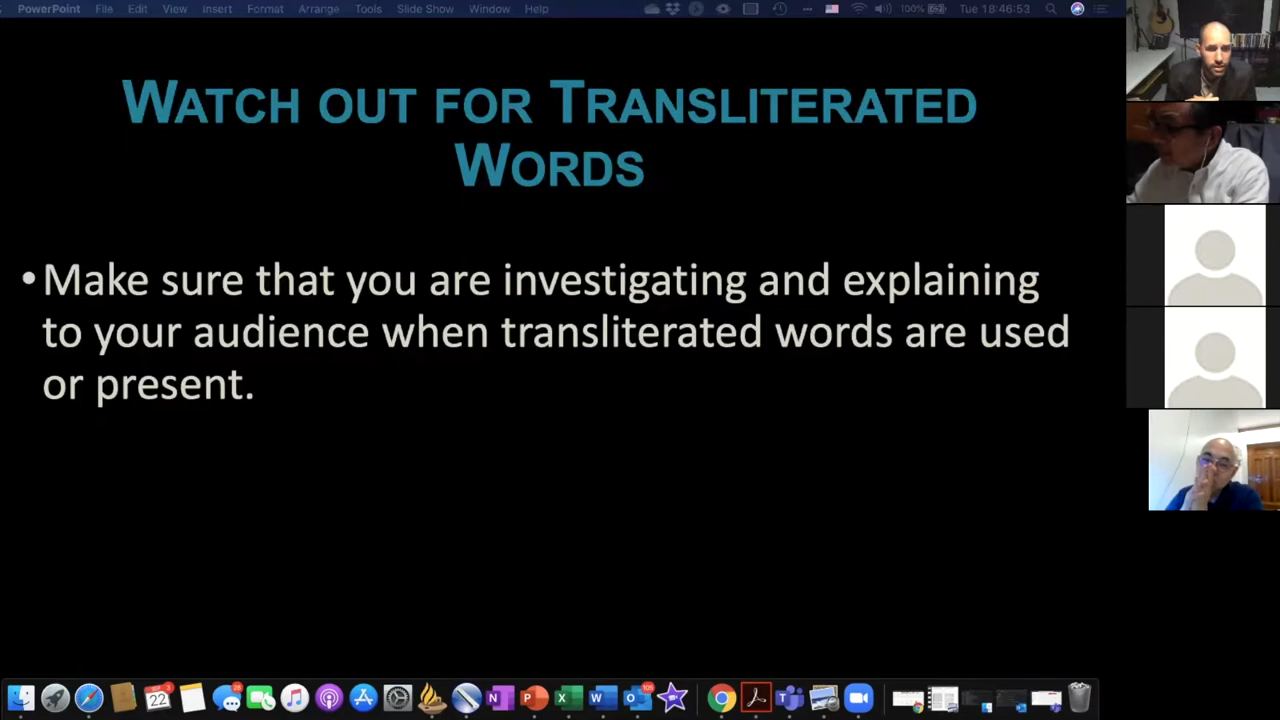 PowerPoint File Edit View Insert Format Arrange Tools Slide Show Window Help 100% Tue 18:46:53
WATCH OUT FOR TRANSLITERATED
WORDS
• Make sure that you are investigating and explaining
to your audience when transliterated words are used
or present.
22